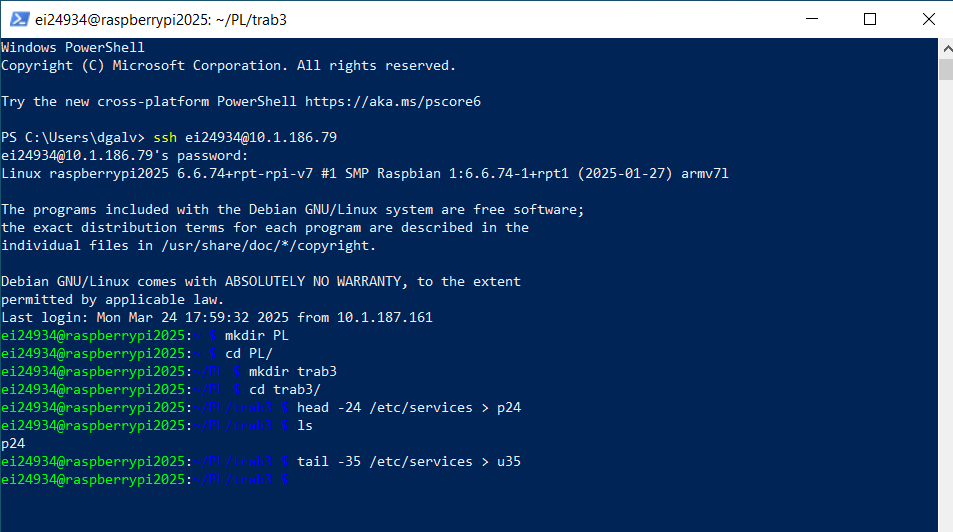 ei24934@raspberrypi2025: ~/PL/trab3
Windows PowerShell
Copyright (C) Microsoft Corporation. All rights reserved.
Try the new cross-platform PowerShell https://aka.ms/pscore6
PS C:\Users\dgalv> ssh ei24934@10.1.186.79
ei24934@10.1.186.79's password:
Linux raspberrypi2025 6.6.74+rpt-rpi-v7 #1 SMP Raspbian 1:6.6.74-1+rpt1 (2025-01-27) armv7l
The programs included with the Debian GNU/Linux system are free software;
the exact distribution terms for each program are described in the
individual files in /usr/share/doc/*/copyright.
Debian GNU/Linux comes with ABSOLUTELY NO WARRANTY, to the extent
permitted by applicable law.
Last login: Mon Mar 24 17:59:32 2025 from 10.1.187.161
ei24934@raspberrypi2025:~ $ mkdir PL
ei24934@raspberrypi2025:~ $ cd PL/
ei24934@raspberrypi2025:~/PL $ mkdir trab3
ei24934@raspberrypi2025:~/PL $ cd trab3/
ei24934@raspberrypi2025:~/PL/trab3 $ head -24 /etc/services > p24
ei24934@raspberrypi2025:~/PL/trab3 $ ls
p24
ei24934@raspberrypi2025:~/PL/trab3 $ tail -35 /etc/services > u35
ei24934@raspberrypi2025:~/PL/trab3 $